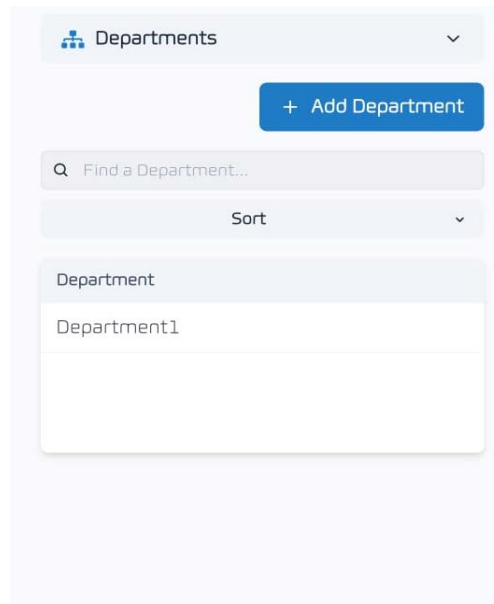 Departments
+ Add Department
Find a Department...
Sort
Department
Department1